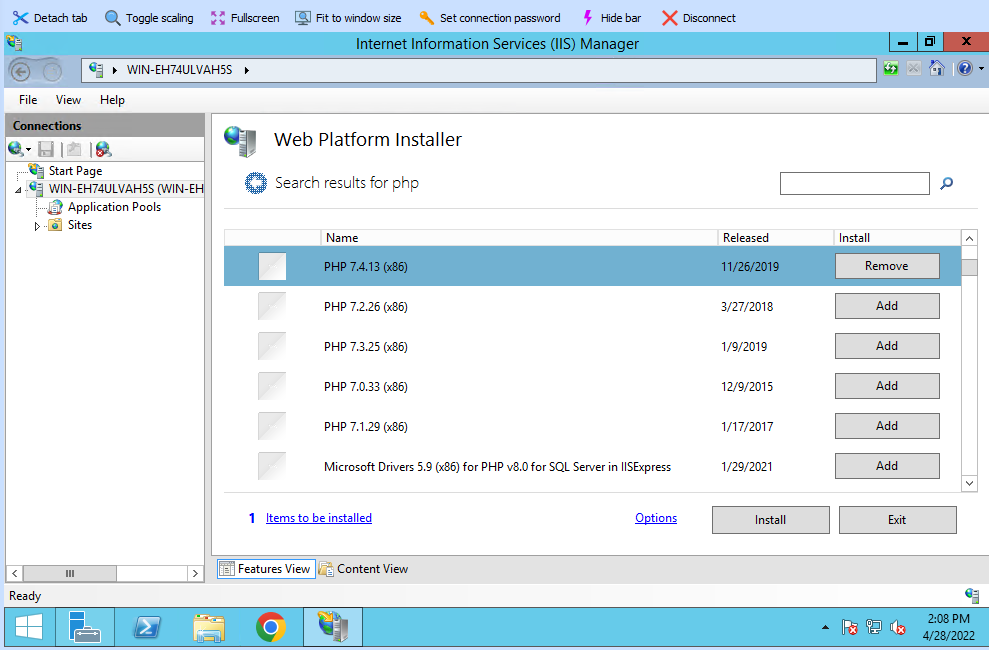 Detach tab Toggle scaling Fullscreen Fit to window size Set connection password Hide bar Disconnect
Internet Information Services (IIS) Manager
WIN-EH74ULVAH5S
File View Help
Connections
Start Page
WIN-EH74ULVAH5S (WIN-EH
Application Pools
Sites
Web Platform Installer
Search results for php
Name Released Install
PHP 7.4.13 (x86) 11/26/2019 Remove
PHP 7.2.26 (x86) 3/27/2018 Add
PHP 7.3.25 (x86) 1/9/2019 Add
PHP 7.0.33 (x86) 12/9/2015 Add
PHP 7.1.29 (x86) 1/17/2017 Add
Microsoft Drivers 5.9 (x86) for PHP v8.0 for SQL Server in IISExpress 1/29/2021 Add
1 Items to be installed Options Install Exit
Features View Content View
Ready
2:08 PM
4/28/2022